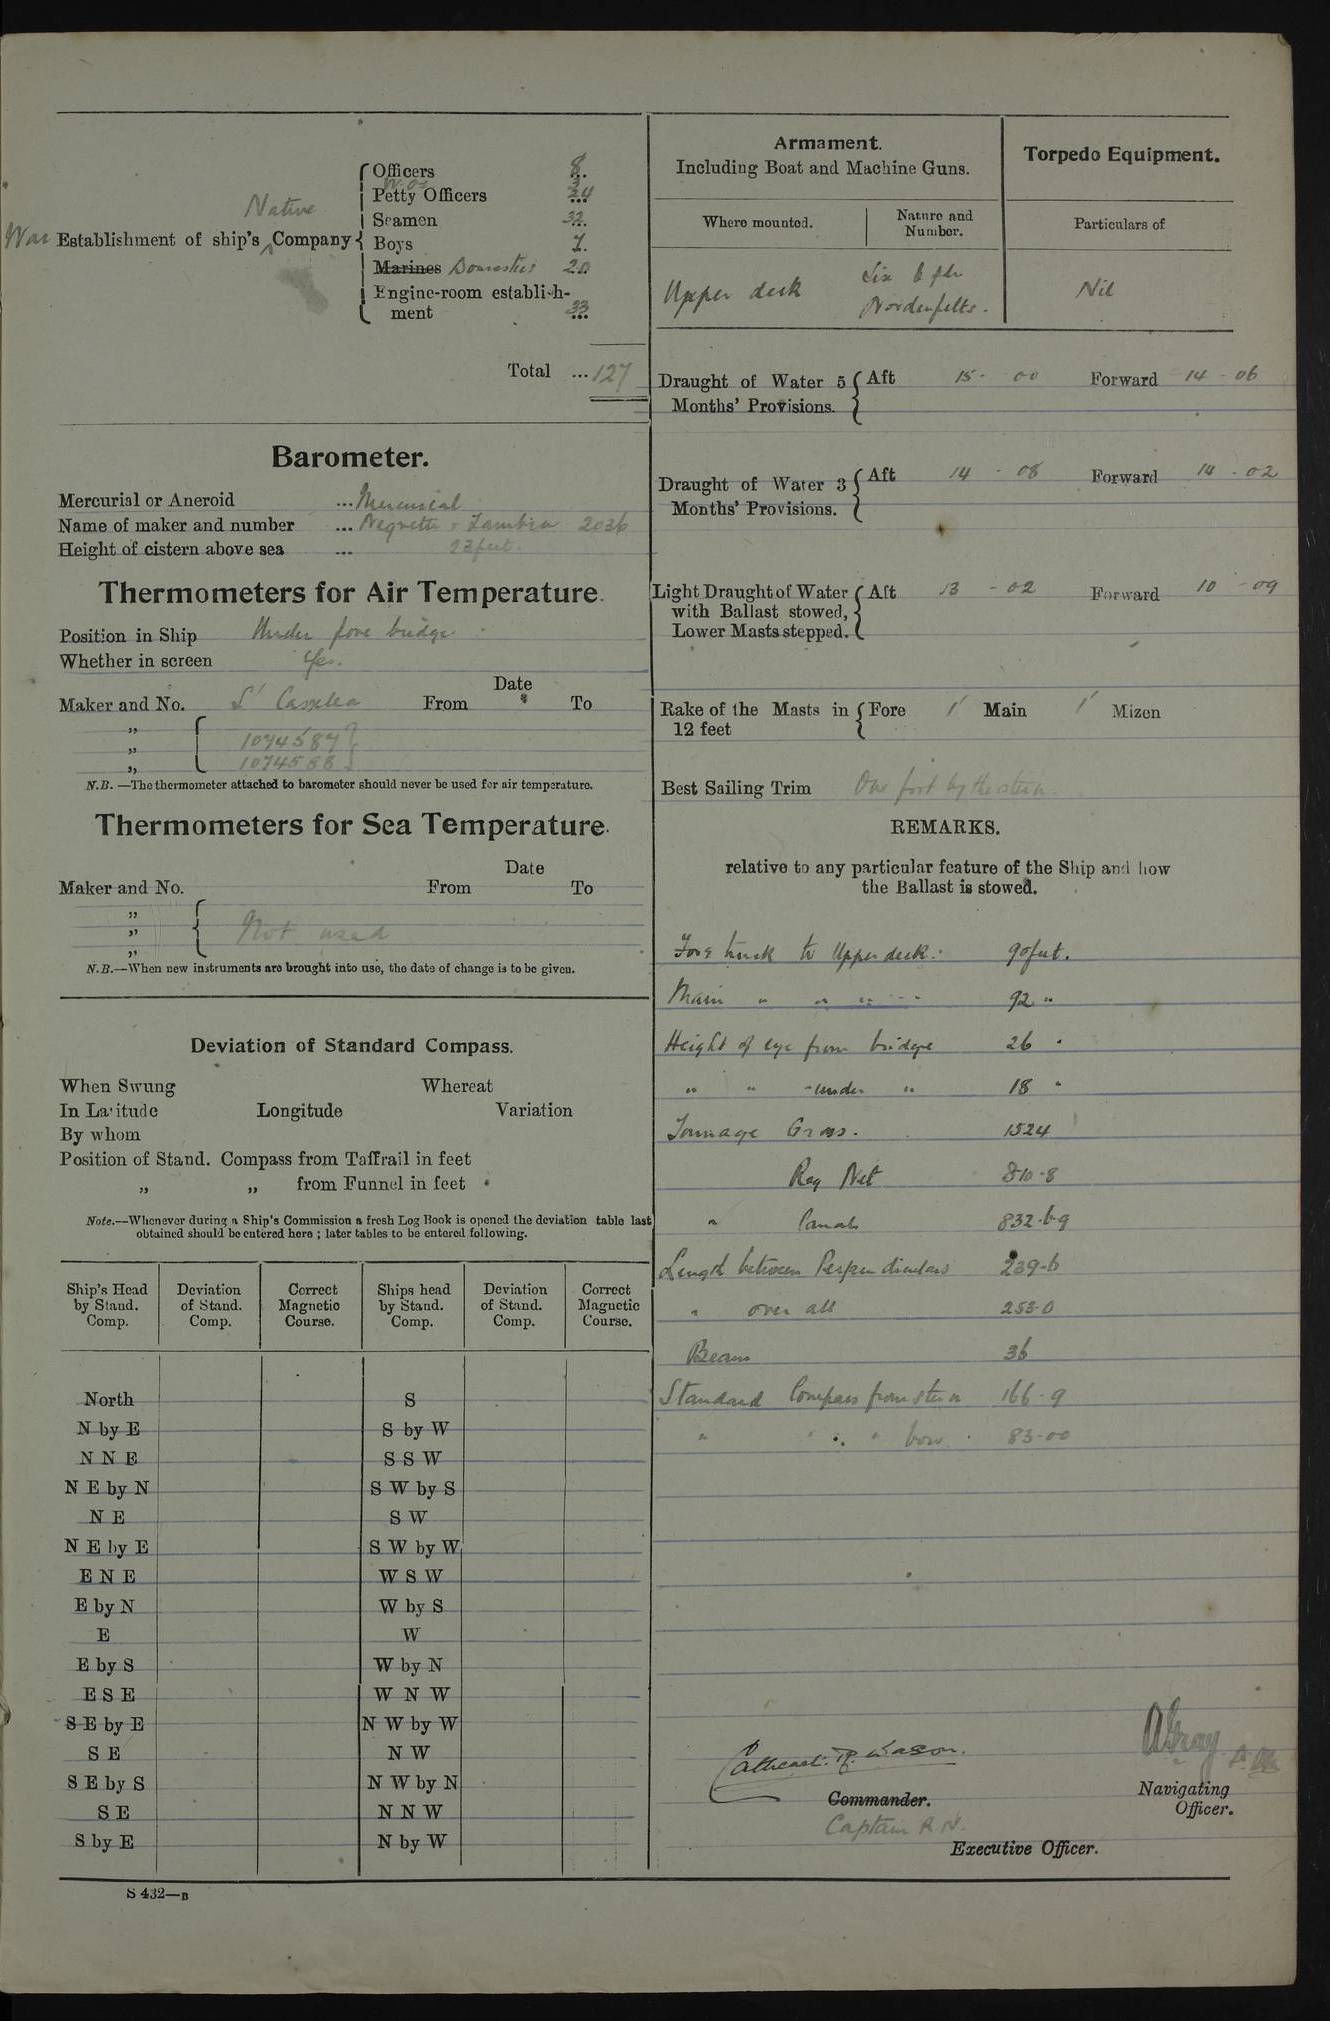 Native
War Establishment of ship's Company
Officers 8
W.Os 3
Petty Officers 24
Seamen 32
Boys 7
Marines Domestics 20
Engine-room establish-
ment 33
Total ... 127
Barometer.
Mercurial or Aneroid ... Mercurial
Name of maker and number ... Negretti & Zambra 2036
Height of cistern above sea ... 23 feet.
Thermometers for Air Temperature.
Position in Ship Under fore bridge.
Whether in screen Yes.
Date
Maker and No. L' Casella From To
„
„ 1074587
„ 1074588
N.B. —The thermometer attached to barometer should never be used for air temperature.
Thermometers for Sea Temperature.
Date
Maker and No. From To
„
„ Not used
„
N.B.—When new instruments are brought into use, the date of change is to be given.
Deviation of Standard Compass.
When Swung Whereat
In Latitude Longitude Variation
By whom
Position of Stand. Compass from Taffrail in feet
„ „ from Funnel in feet
Note.—Whenever during a Ship's Commission a fresh Log Book is opened the deviation table last
obtained should be entered here ; later tables to be entered following.
Ship's Head Deviation Correct Ships head Deviation Correct
by Stand. of Stand. Magnetic by Stand. of Stand. Magnetic
Comp. Comp. Course. Comp. Comp. Course.
North S
N by E S by W
N N E S S W
N E by N S W by S
N E S W
N E by E S W by W
E N E W S W
E by N W by S
E W
E by S W by N
E S E W N W
S E by E N W by W
S E N W
S E by S N W by N
S E N N W
S by E N by W
S 432—B
Armament.
Including Boat and Machine Guns.
Torpedo Equipment.
Where mounted.
Nature and
Number.
Particulars of
Upper deck
Six 6 pdr
Nordenfelts.
Nil
Draught of Water 5 Aft 15 - 00 Forward 14 - 06
Months' Provisions.
Draught of Water 3 Aft 14 - 08 Forward 14 - 02
Months' Provisions.
Light Draught of Water Aft 13 - 02 Forward 10 - 09
with Ballast stowed,
Lower Masts stepped.
Rake of the Masts in Fore 1' Main 1' Mizen
12 feet
Best Sailing Trim One foot by the stern.
REMARKS.
relative to any particular feature of the Ship and how
the Ballast is stowed.
Fore truck to Upper deck. 90 feet.
Main " " " 92 "
Height of eye from bridge 26 "
" " under " 18 "
Tonnage Gross. 1524
Reg Net 810-8
" Canal 832-69
Length between Perpendiculars 239-6
" over all 253-0
Beam 36
Standard Compass from stern 166-9
" " " bow 83-00
Cathcart R. Wason.
Commander.
Captain R.N.
Executive Officer.
A Gray
Navigating
Officer.